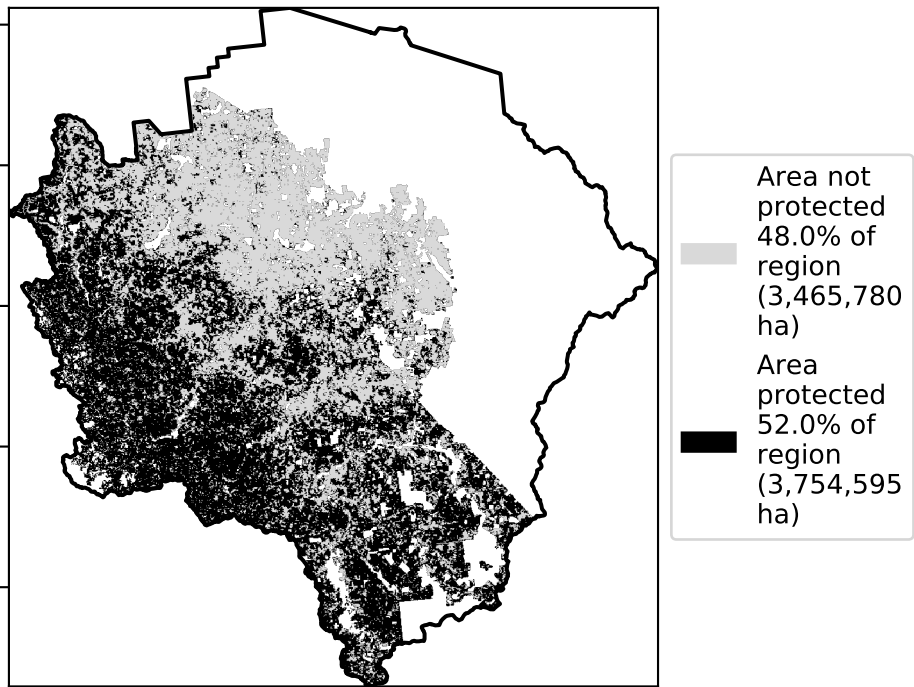 Area not
protected
48.0% of
region
(3,465,780
ha)
Area
protected
52.0% of
region
(3,754,595
ha)